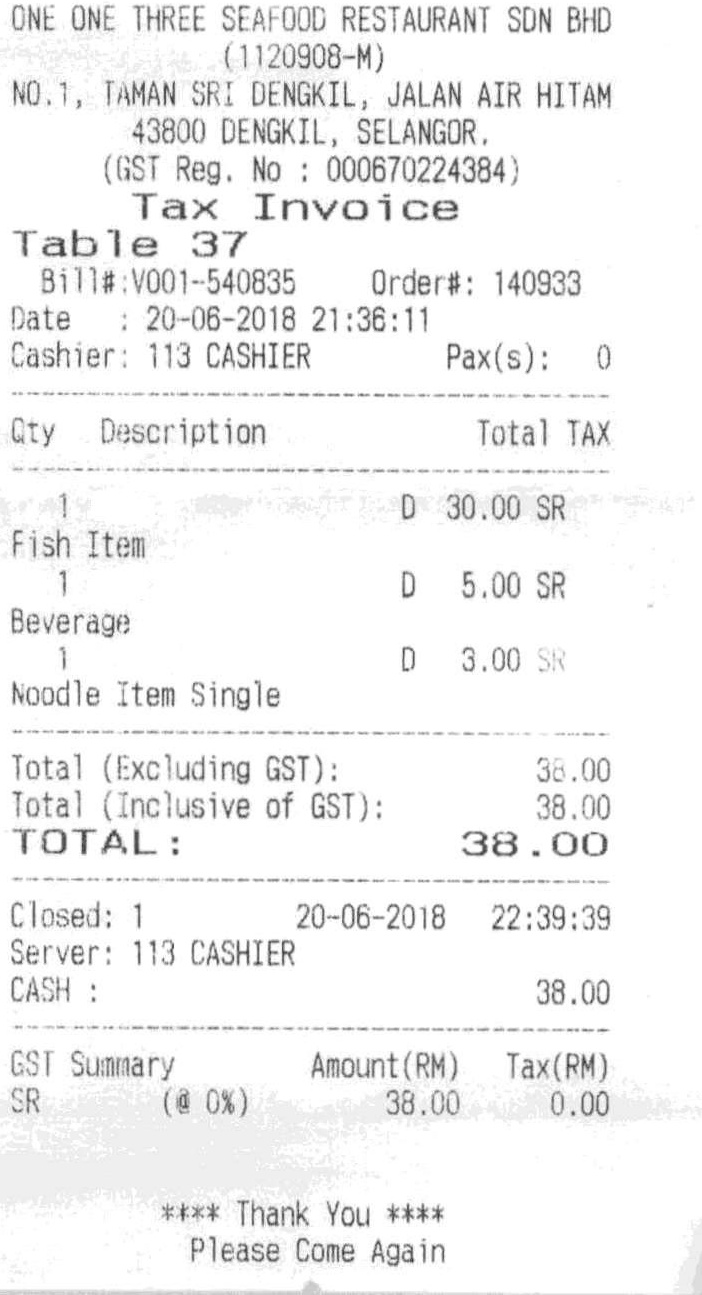 ONE ONE THREE SEAFOOD RESTAURANT SDN BHD
(1120908-M)
NO.1, TAMAN SRI DENGKIL, JALAN AIR HITAM
43800 DENGKIL, SELANGOR.
(GST Reg. No : 000670224384)
Tax Invoice
Table 37
Bill#:V001-540835 Order#: 140933
Date : 20-06-2018 21:36:11
Cashier: 113 CASHIER Pax(s): 0
Qty Description Total TAX
1 D 30.00 SR
Fish Item
1 D 5.00 SR
Beverage
1 D 3.00 SR
Noodle Item Single
Total (Excluding GST): 38.00
Total (Inclusive of GST): 38.00
TOTAL: 38.00
Closed: 1 20-06-2018 22:39:39
Server: 113 CASHIER
CASH : 38.00
GST Summary Amount(RM) Tax(RM)
SR (@ 0%) 38.00 0.00
**** Thank You ****
Please Come Again